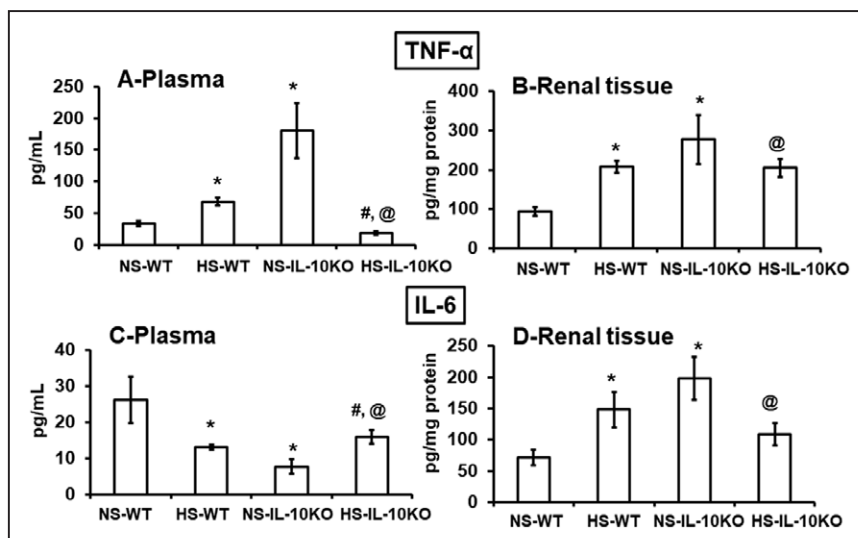 TNF-α
A-Plasma
pg/mL
250
200
150
100
50
0
*
*
#, @
NS-WT HS-WT NS-IL-10KO HS-IL-10KO
B-Renal tissue
pg/mg protein
400
300
200
100
0
*
*
@
NS-WT HS-WT NS-IL-10KO HS-IL-10KO
IL-6
C-Plasma
pg/mL
40
30
20
10
0
*
*
#, @
NS-WT HS-WT NS-IL-10KO HS-IL-10KO
D-Renal tissue
pg/mg protein
250
200
150
100
50
0
*
*
@
NS-WT HS-WT NS-IL-10KO HS-IL-10KO